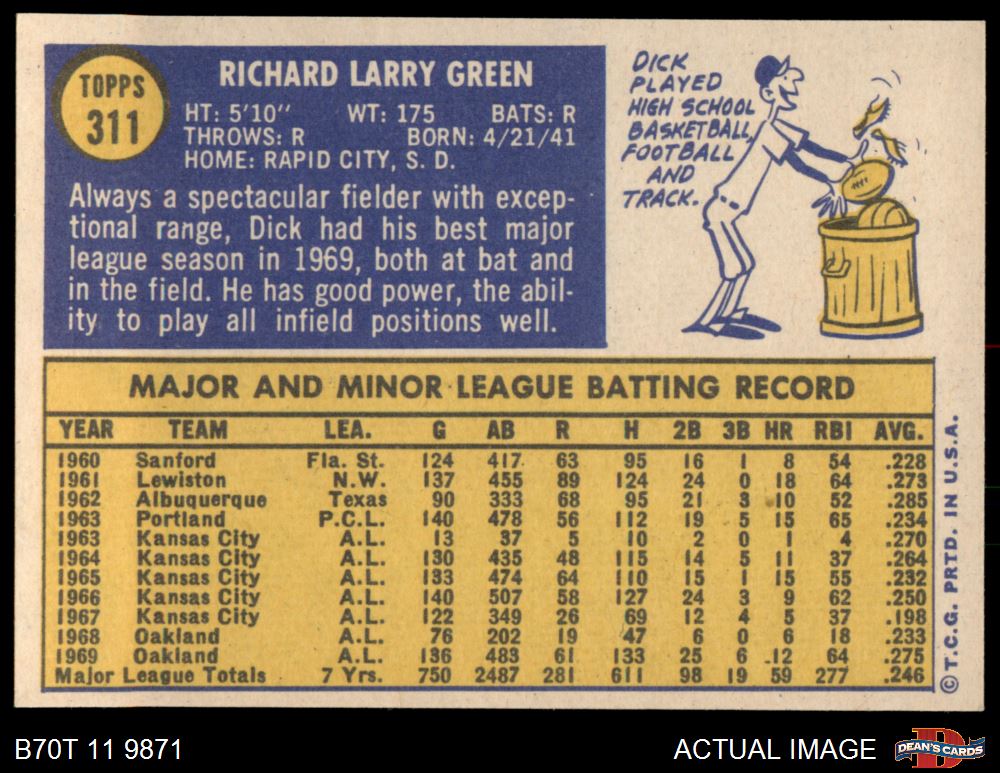 TOPPS
311
RICHARD LARRY GREEN
HT: 5'10" WT: 175 BATS: R
THROWS: R BORN: 4/21/41
HOME: RAPID CITY, S. D.
Always a spectacular fielder with excep-
tional range, Dick had his best major
league season in 1969, both at bat and
in the field. He has good power, the abil-
ity to play all infield positions well.
DICK
PLAYED
HIGH SCHOOL
BASKETBALL,
FOOTBALL
AND
TRACK.
MAJOR AND MINOR LEAGUE BATTING RECORD
YEAR TEAM LEA. G AB R H 2B 3B HR RBI AVG.
1960 Sanford Fla. St. 124 417 63 95 16 1 8 54 .228
1961 Lewiston N.W. 137 455 89 124 24 0 18 64 .273
1962 Albuquerque Texas 90 333 68 95 21 3 10 52 .285
1963 Portland P.C.L. 140 478 56 112 19 5 15 65 .234
1963 Kansas City A.L. 13 37 5 10 2 0 1 4 .270
1964 Kansas City A.L. 130 435 48 115 14 5 11 37 .264
1965 Kansas City A.L. 133 474 64 110 15 1 15 55 .232
1966 Kansas City A.L. 140 507 58 127 24 3 9 62 .250
1967 Kansas City A.L. 122 349 26 69 12 4 5 37 .198
1968 Oakland A.L. 76 202 19 47 6 0 6 18 .233
1969 Oakland A.L. 136 483 61 133 25 6 12 64 .275
Major League Totals 7 Yrs. 750 2487 281 611 98 19 59 277 .246
© T.C.G. PRTD. IN U.S.A.
B70T 11 9871
ACTUAL IMAGE
D
DEAN'S CARDS